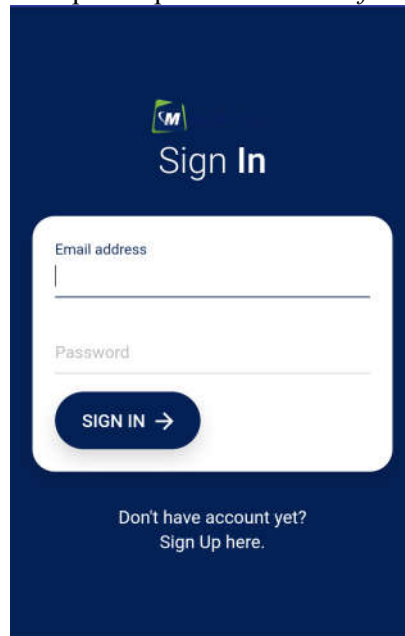 M
Sign In
Email address
Password
SIGN IN →
Don't have account yet?
Sign Up here.